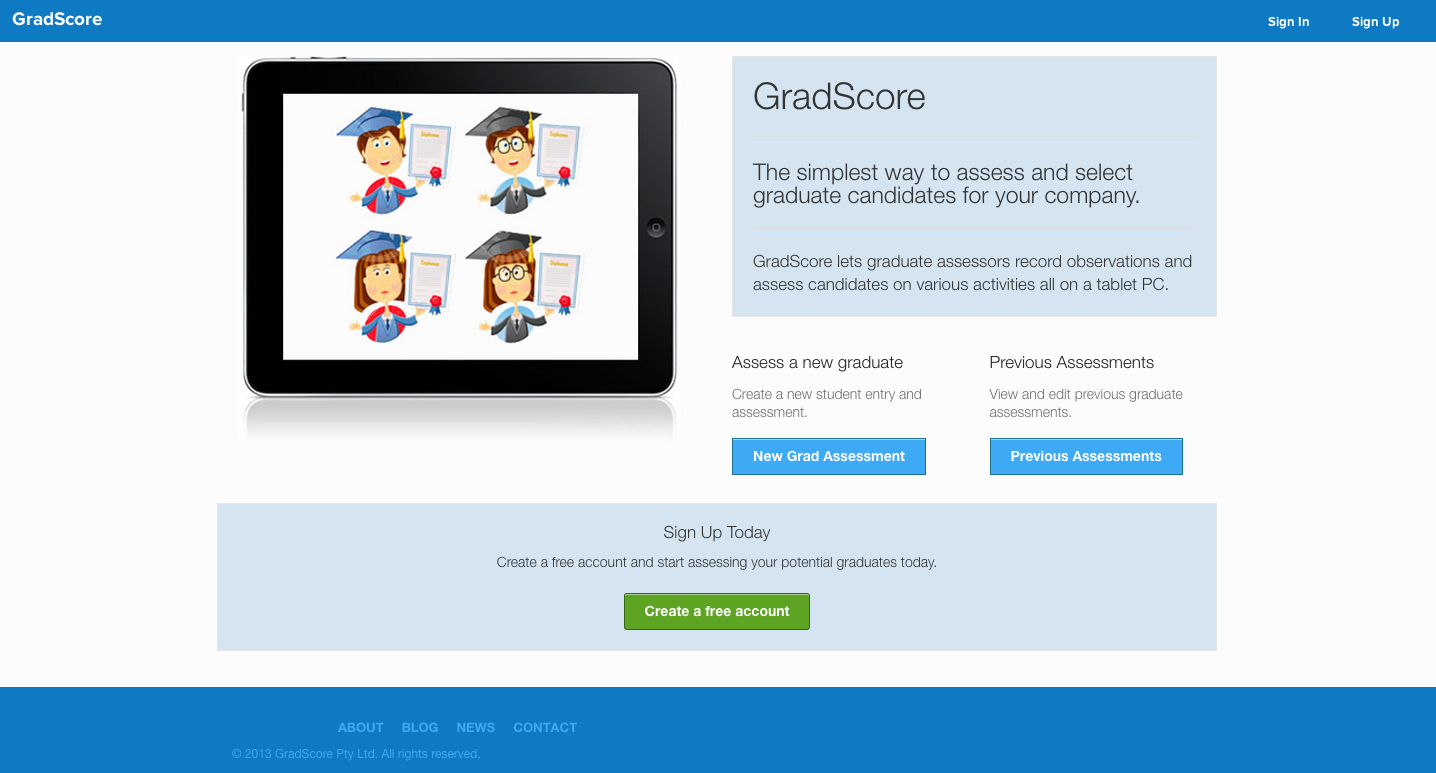 GradScore
Sign In
Sign Up
Diploma
Diploma
Diploma
Diploma
GradScore
The simplest way to assess and select
graduate candidates for your company.
GradScore lets graduate assessors record observations and
assess candidates on various activities all on a tablet PC.
Assess a new graduate
Create a new student entry and
assessment.
New Grad Assessment
Previous Assessments
View and edit previous graduate
assessments.
Previous Assessments
Sign Up Today
Create a free account and start assessing your potential graduates today.
Create a free account
ABOUT BLOG NEWS CONTACT
© 2013 GradScore Pty Ltd. All rights reserved.